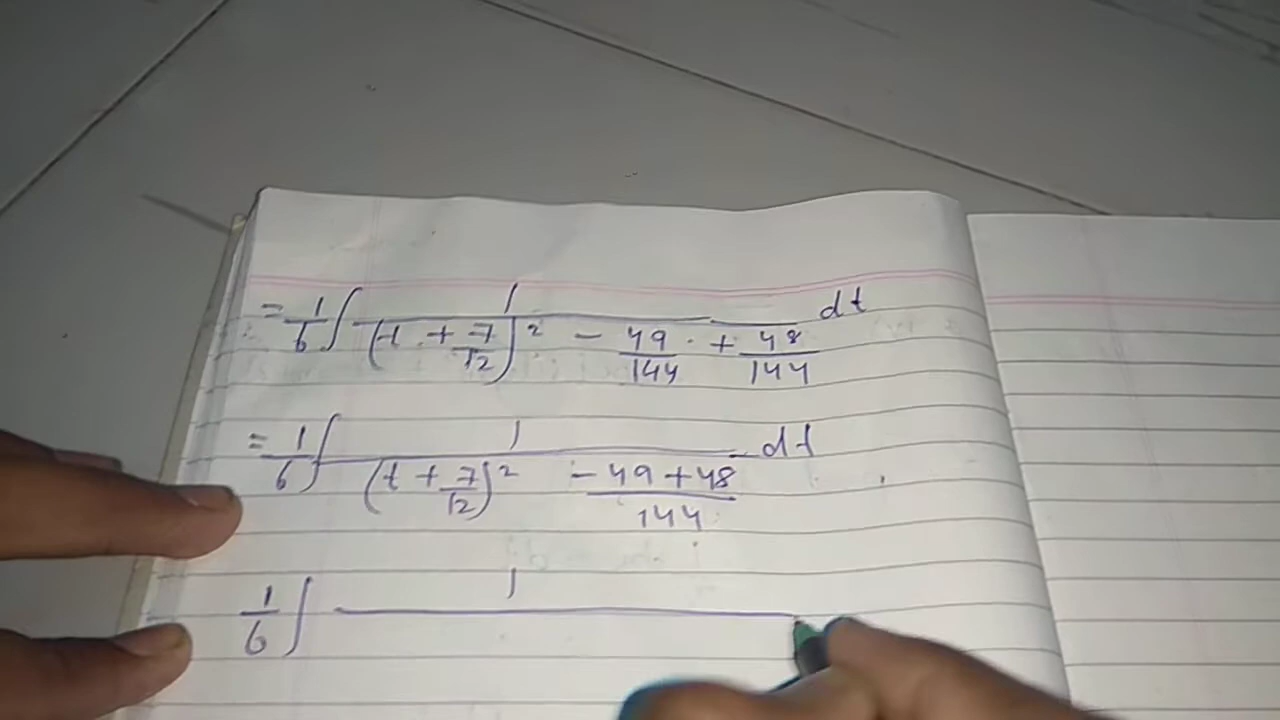 = 1/6 ∫ 1/((t + 7/12)² - 49/144 + 48/144) dt
= 1/6 ∫ 1/((t + 7/12)² (-49+48)/144) dt
1/6 ∫ 1/